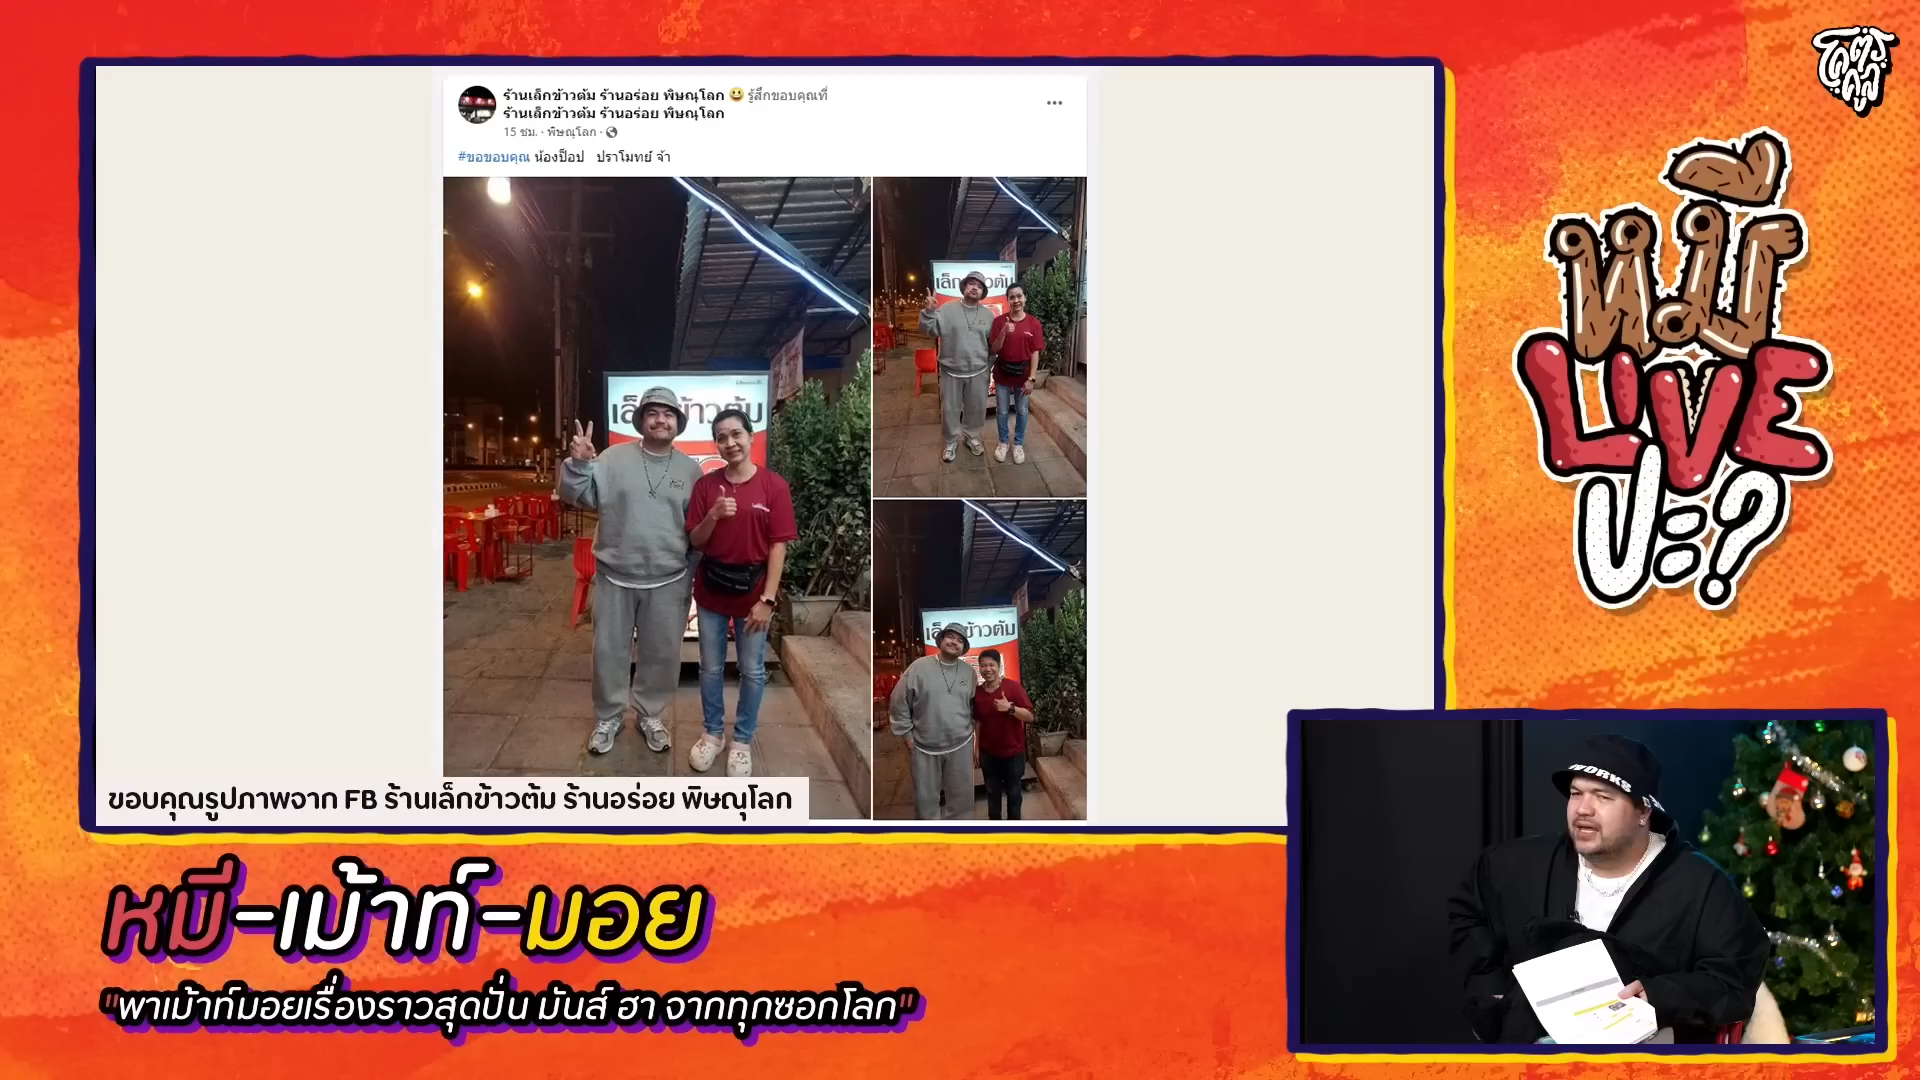 ร้านเล็กข้าวต้ม ร้านอร่อย พิษณุโลก 😃 รู้สึกขอบคุณที่
ร้านเล็กข้าวต้ม ร้านอร่อย พิษณุโลก
15 ชม. · พิษณุโลก ·
#ขอขอบคุณ น้องป็อป ปราโมทย์ จ้า
ขอบคุณรูปภาพจาก FB ร้านเล็กข้าวต้ม ร้านอร่อย พิษณุโลก
โคตรคูล
หมี
LIVE
ปะ?
WORKS
หมี-เม้าท์-มอย
"พาเม้าท์มอยเรื่องราวสุดปั่น มันส์ ฮา จากทุกซอกโลก"